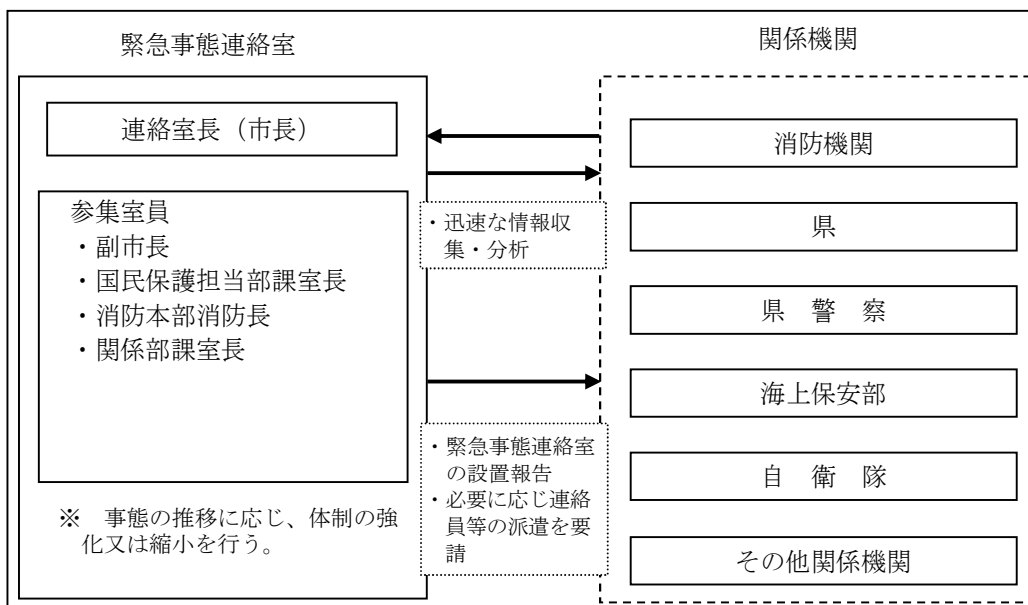 緊急事態連絡室
連絡室長（市長）
参集室員
・副市長
・国民保護担当部課室長
・消防本部消防長
・関係部課室長
※　事態の推移に応じ、体制の強
化又は縮小を行う。
・迅速な情報収
集・分析
・緊急事態連絡室
の設置報告
・必要に応じ連絡
員等の派遣を要
請
関係機関
消防機関
県
県　警　察
海上保安部
自　衛　隊
その他関係機関